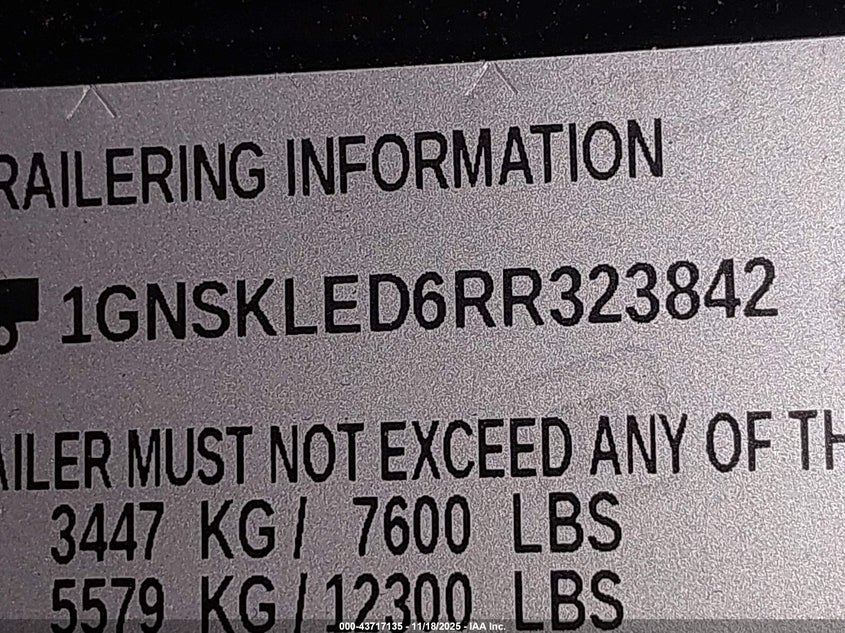 RAILERING INFORMATION
1GNSKLED6RR323842
AILER MUST NOT EXCEED ANY OF TH
3447 KG/ 7600 LBS
5579 KG/12300 LBS
000-43717135 - 11/18/2025 - IAA Inc.